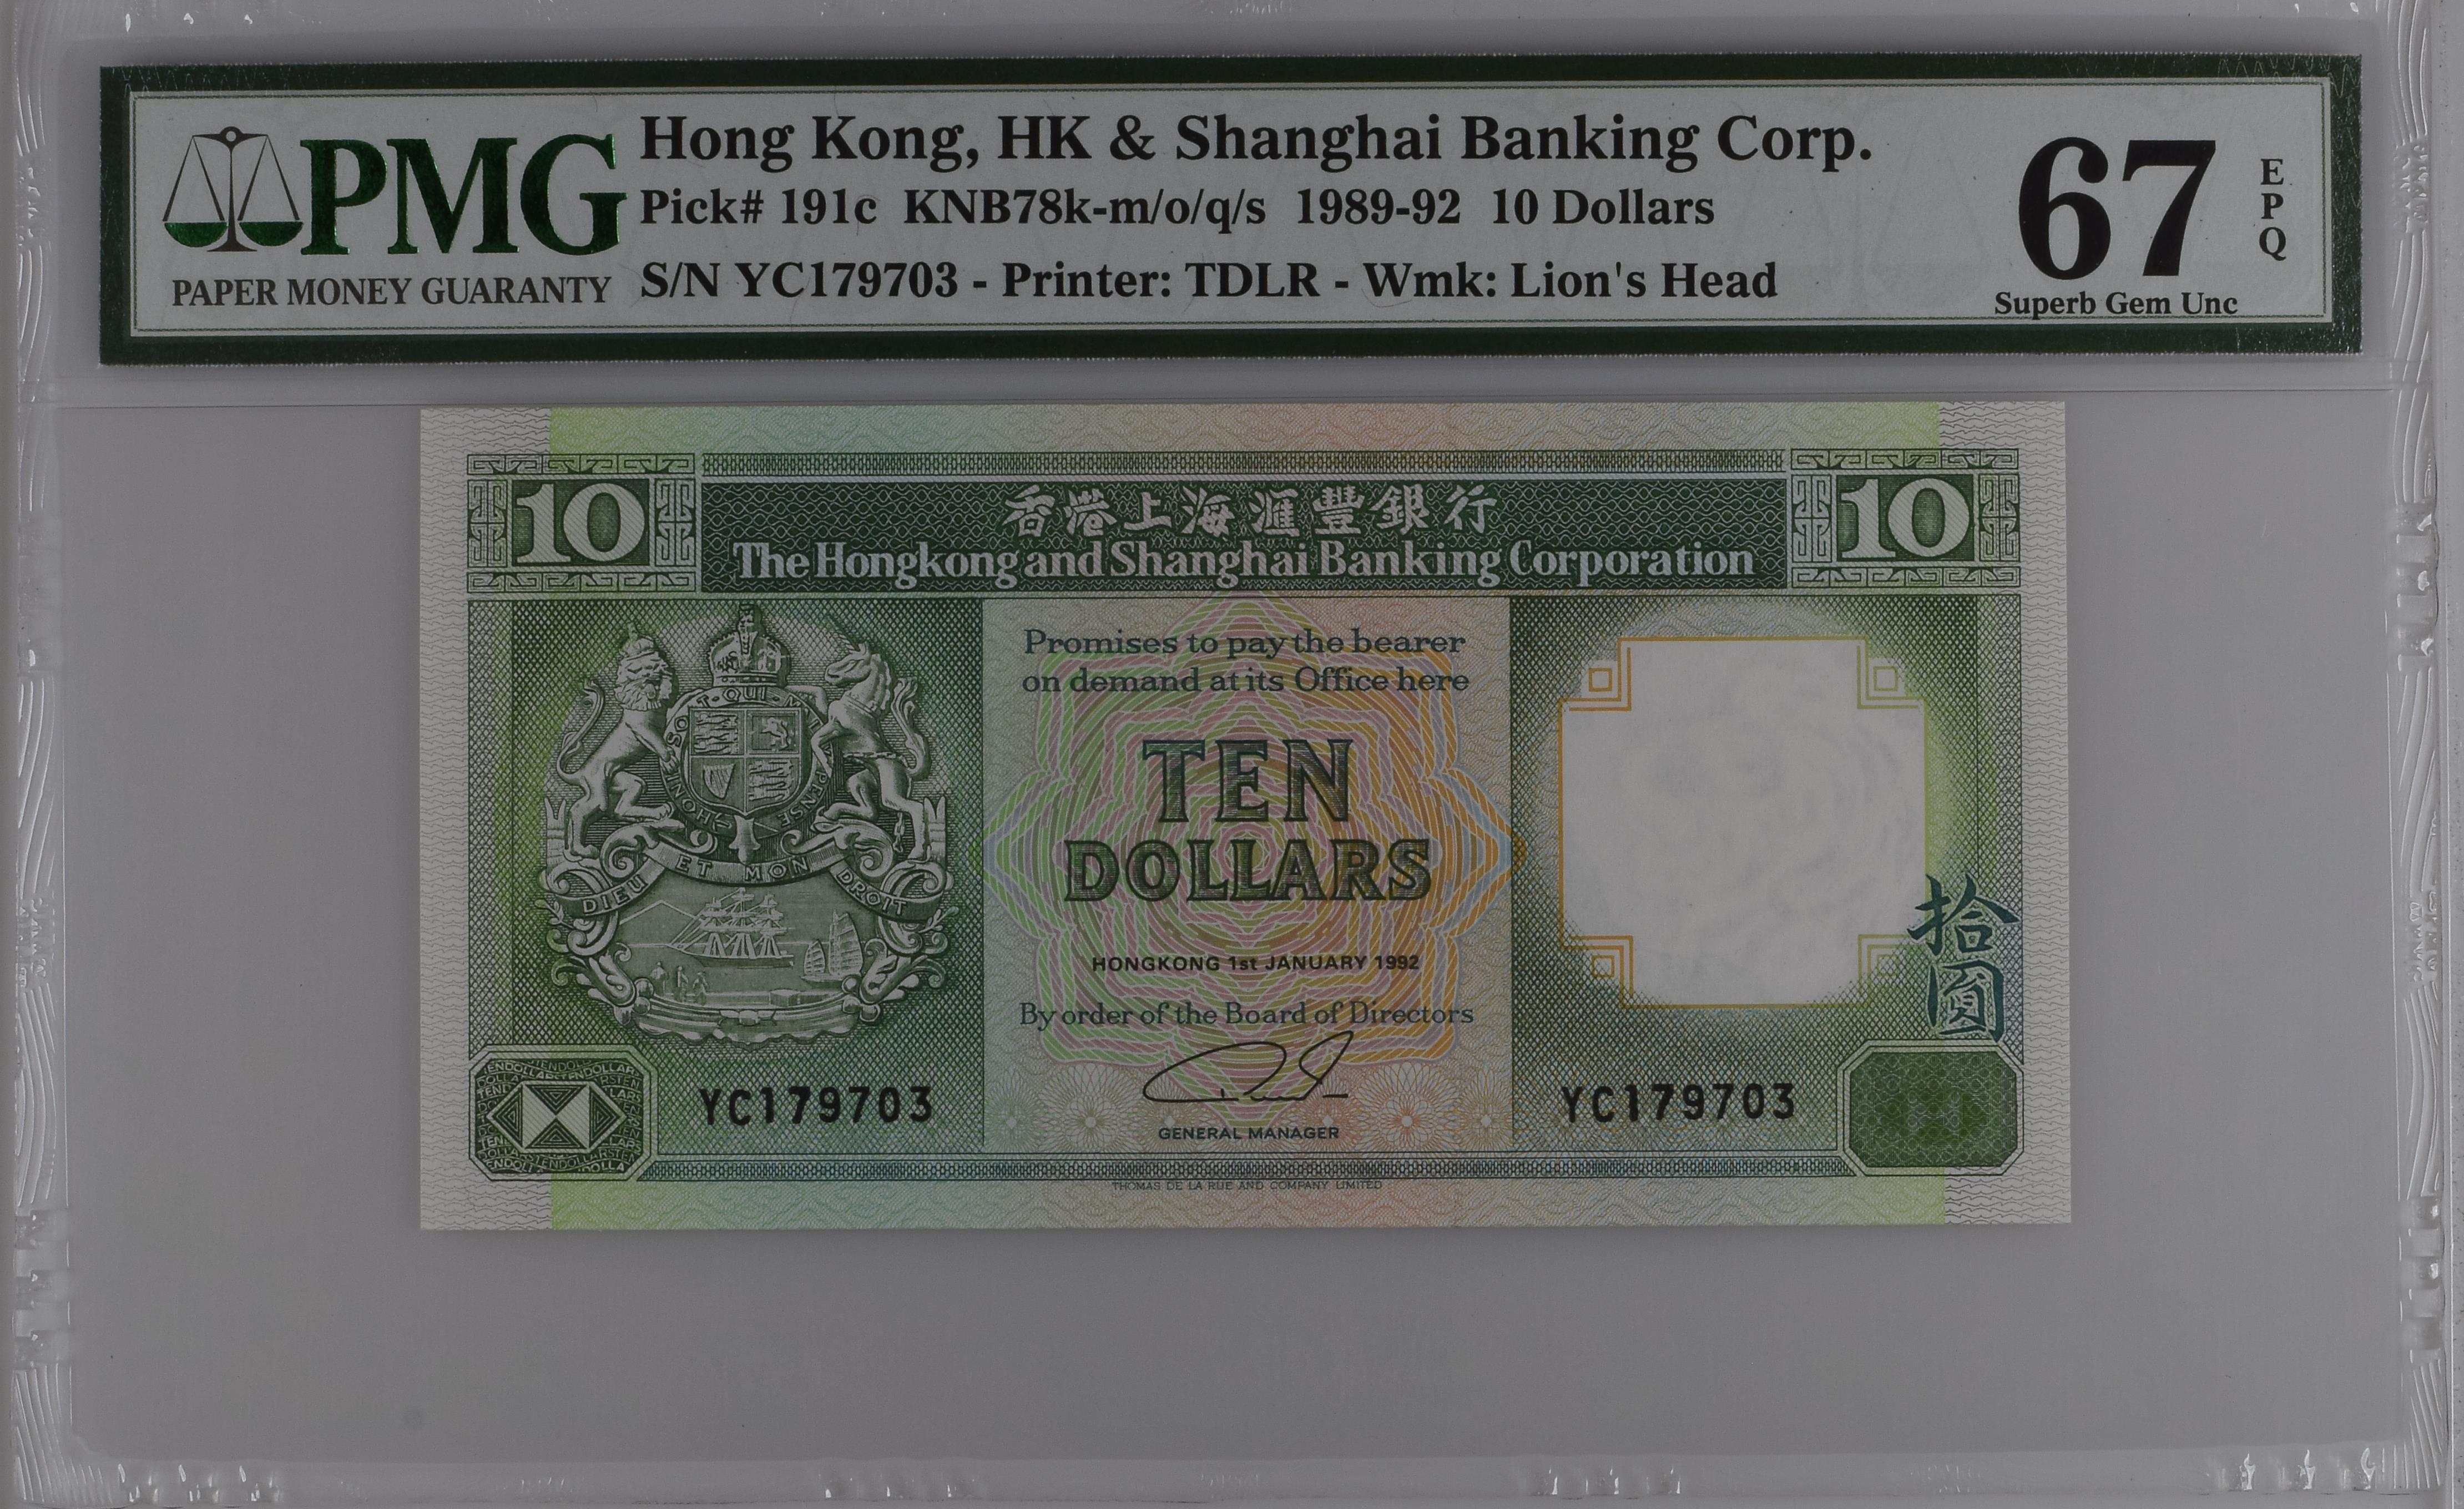 PMG
PAPER MONEY GUARANTY
Hong Kong, HK & Shanghai Banking Corp.
Pick# 191c KNB78k-m/o/q/s 1989-92 10 Dollars
S/N YC179703 - Printer: TDLR - Wmk: Lion's Head
67
EPQ
Superb Gem Unc
10
香港上海滙豐銀行
10
The Hongkong and Shanghai Banking Corporation
Promises to pay the bearer
on demand at its Office here
TEN
DOLLARS
DIEU ET MON DROIT
HONGKONG 1st JANUARY 1992
拾圓
By order of the Board of Directors
YC179703
YC179703
GENERAL MANAGER
THOMAS DE LA RUE AND COMPANY LIMITED